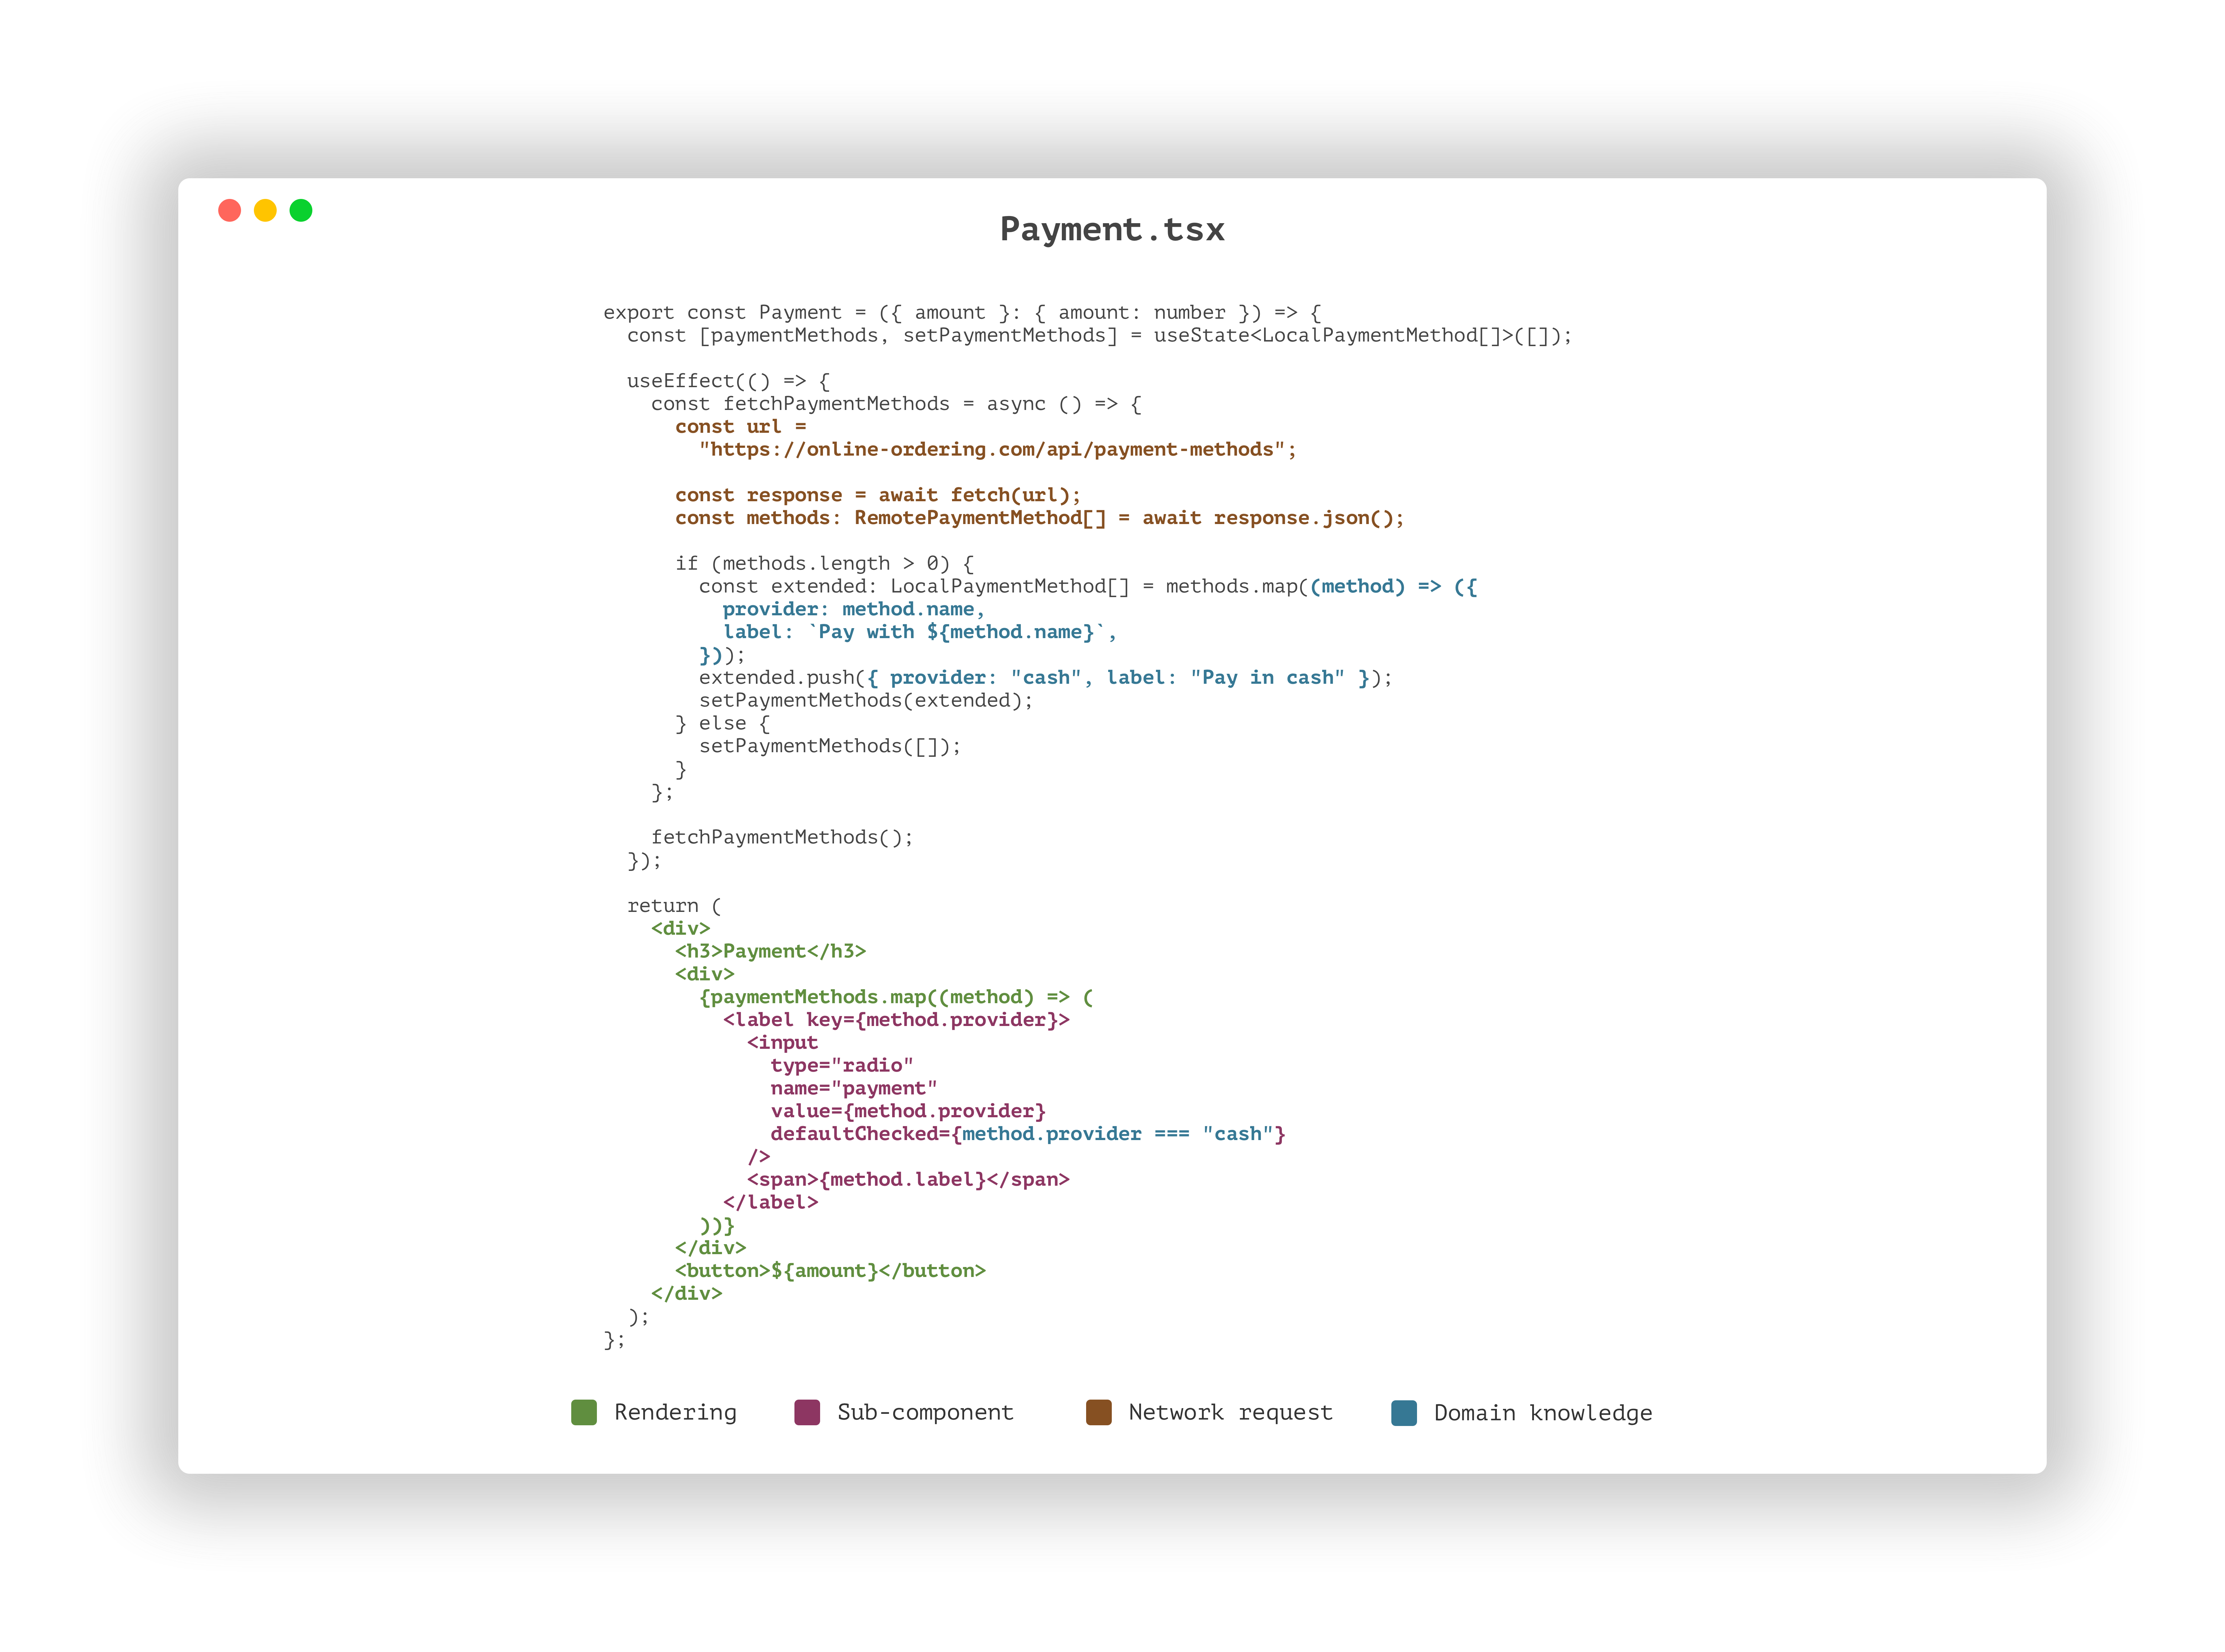 Payment.tsx
export const Payment = ({ amount }: { amount: number }) => {
  const [paymentMethods, setPaymentMethods] = useState<LocalPaymentMethod[]>([]);
  useEffect(() => {
    const fetchPaymentMethods = async () => {
      const url =
        "https://online-ordering.com/api/payment-methods";
      const response = await fetch(url);
      const methods: RemotePaymentMethod[] = await response.json();
      if (methods.length > 0) {
        const extended: LocalPaymentMethod[] = methods.map((method) => ({
          provider: method.name,
          label: `Pay with ${method.name}`,
        }));
        extended.push({ provider: "cash", label: "Pay in cash" });
        setPaymentMethods(extended);
      } else {
        setPaymentMethods([]);
      }
    };
    fetchPaymentMethods();
  });
  return (
    <div>
      <h3>Payment</h3>
      <div>
        {paymentMethods.map((method) => (
          <label key={method.provider}>
            <input
              type="radio"
              name="payment"
              value={method.provider}
              defaultChecked={method.provider === "cash"}
            />
            <span>{method.label}</span>
          </label>
        ))}
      </div>
      <button>${amount}</button>
    </div>
  );
};
Rendering Sub-component Network request Domain knowledge